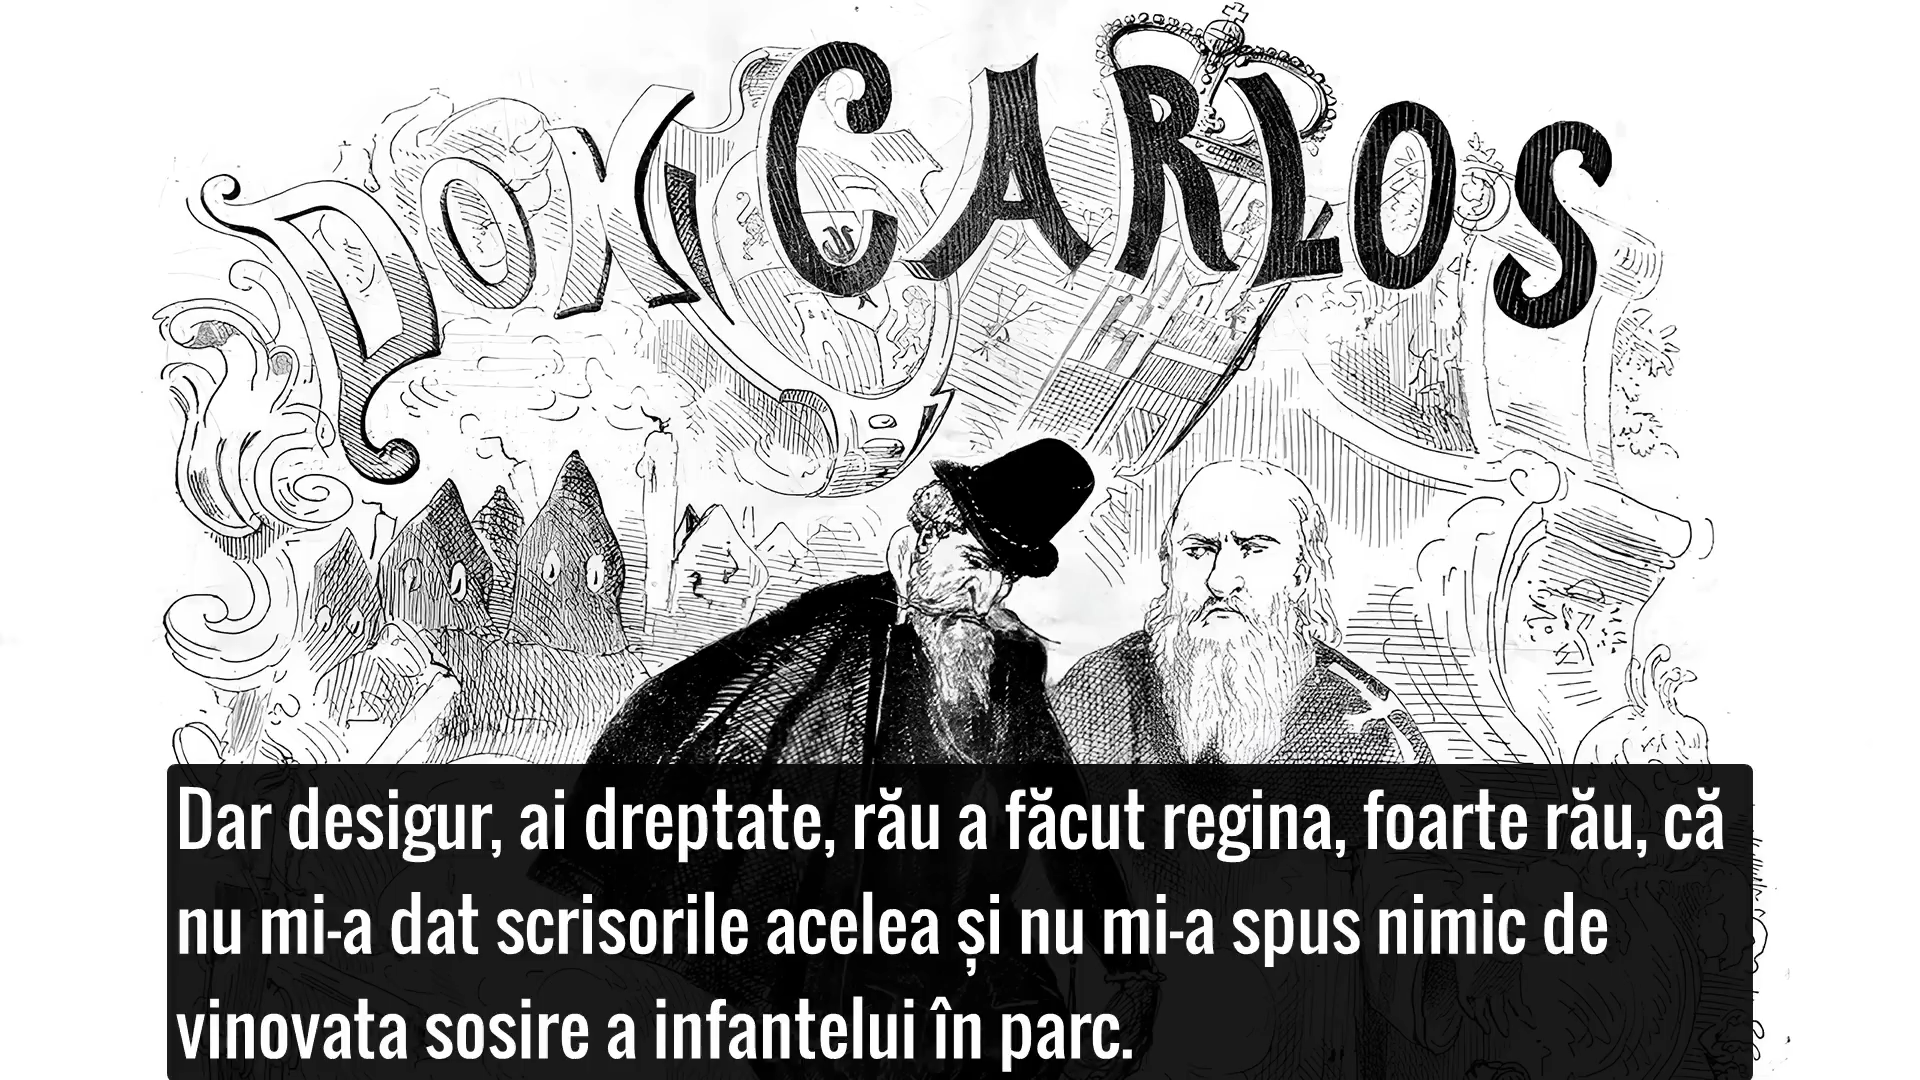 DON CARLOS
Dar desigur, ai dreptate, rău a făcut regina, foarte rău, că
nu mi-a dat scrisorile acelea și nu mi-a spus nimic de
vinovata sosire a infantelui în parc.